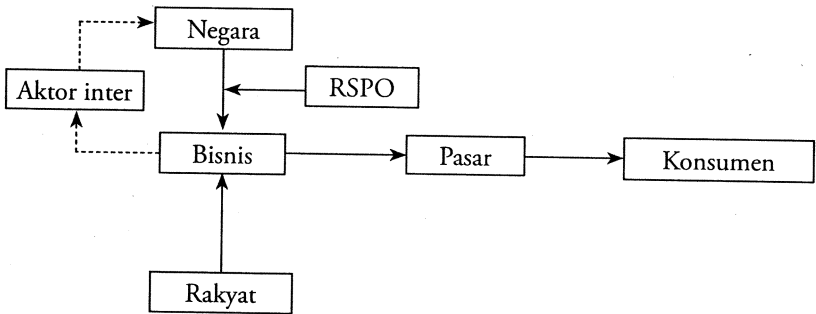 Negara
Aktor inter
RSPO
Bisnis
Pasar
Konsumen
Rakyat